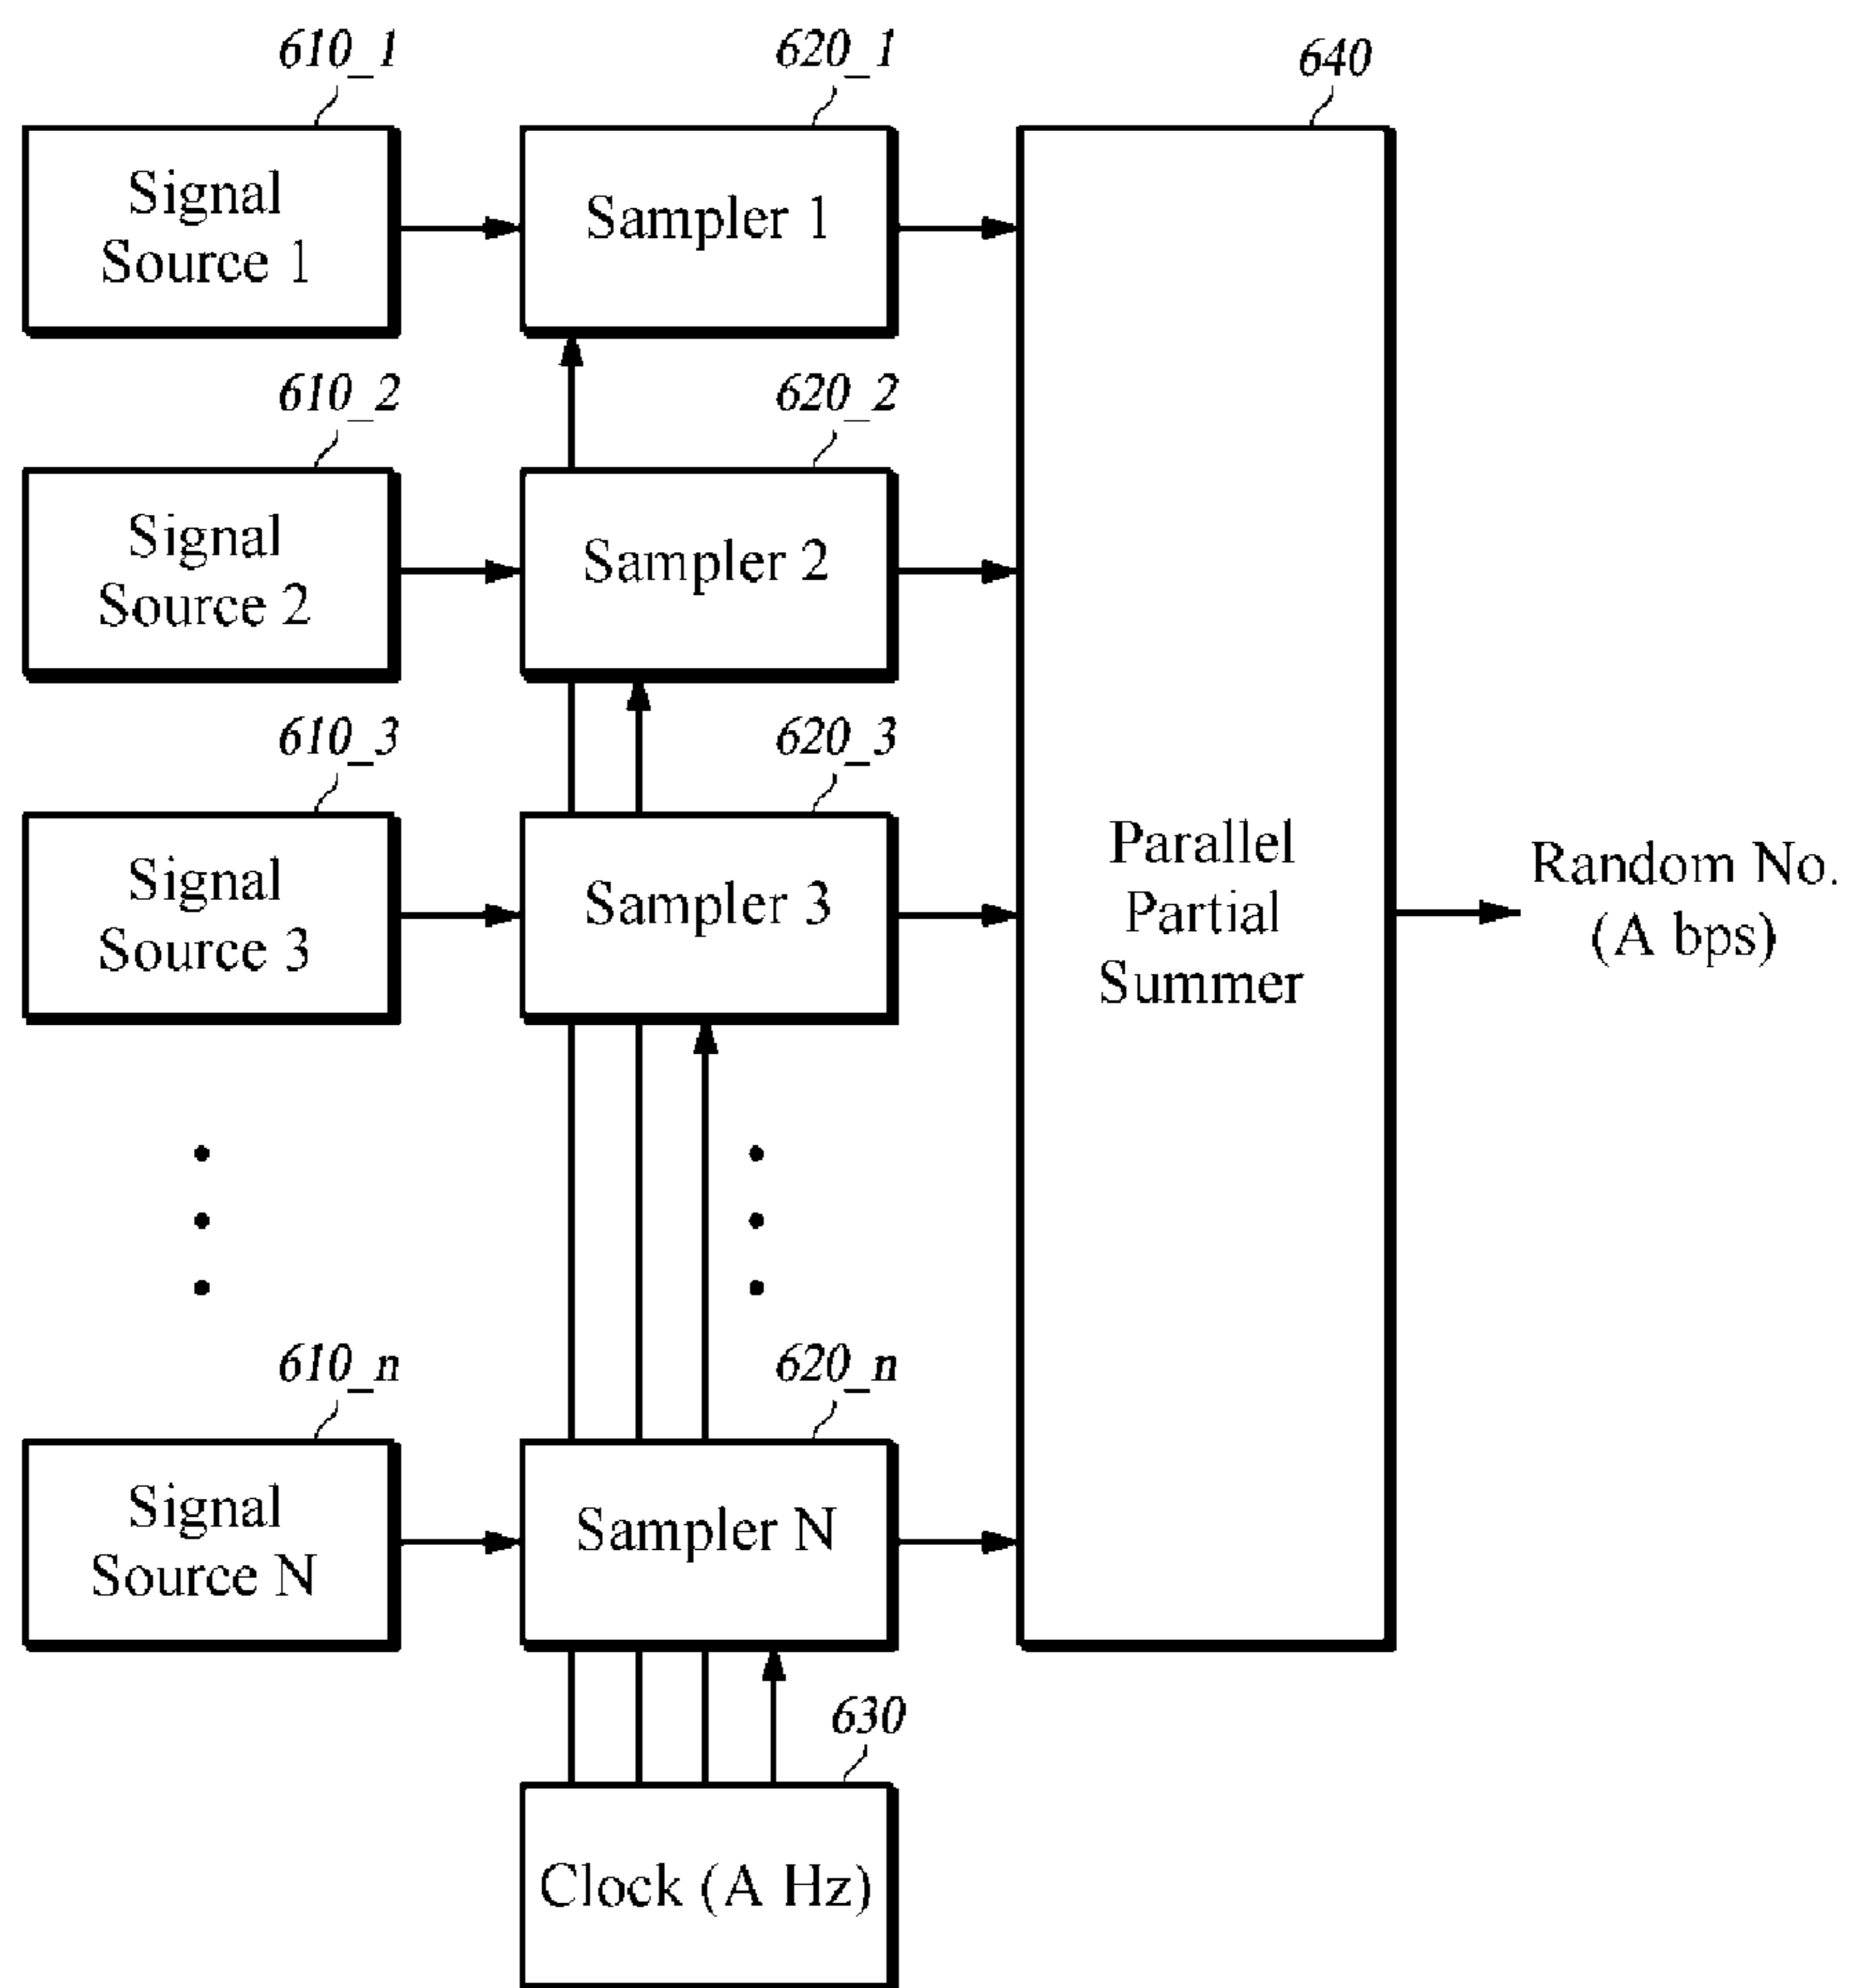 610_1
620_1
640
Signal
Source 1
Sampler 1
610_2
620_2
Signal
Source 2
Sampler 2
610_3
620_3
Signal
Source 3
Sampler 3
Parallel
Partial
Summer
Random No.
(A bps)
610_n
620_n
Signal
Source N
Sampler N
630
Clock (A Hz)